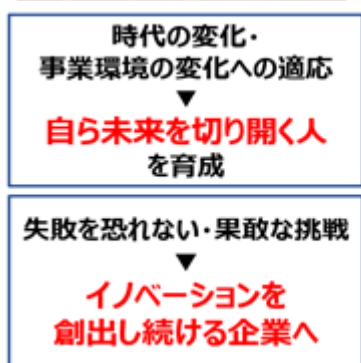 時代の変化・
事業環境の変化への適応
▼
自ら未来を切り開く人
を育成
失敗を恐れない・果敢な挑戦
▼
イノベーションを
創出し続ける企業へ